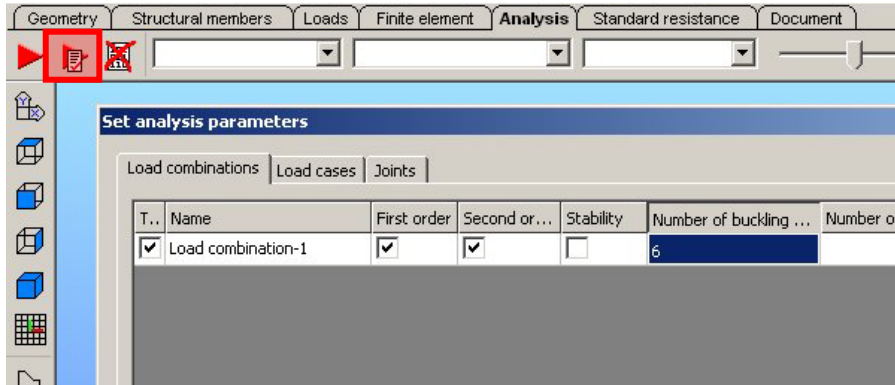 Geometry Structural members Loads Finite element Analysis Standard resistance Document
Set analysis parameters
Load combinations Load cases Joints
T.. Name First order Second or... Stability Number of buckling ... Number o
Load combination-1 6